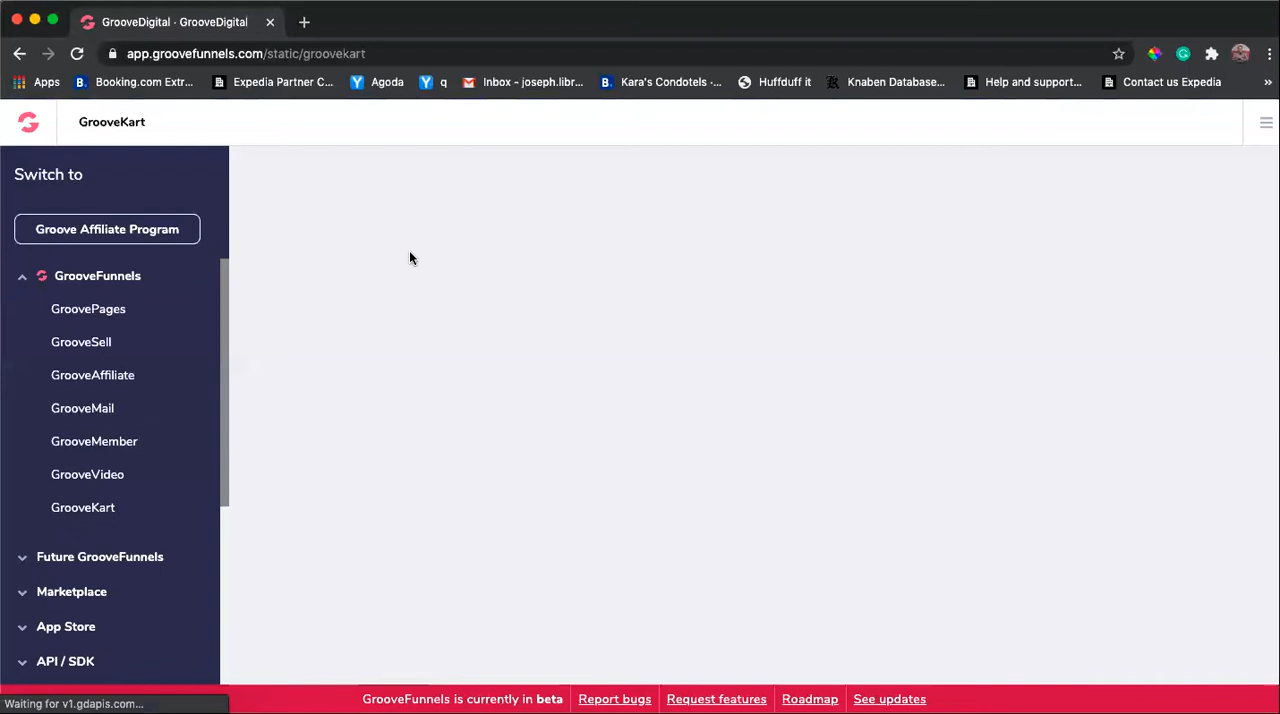 GrooveDigital - GrooveDigital
app.groovefunnels.com/static/groovekart
Apps
Booking.com Extr...
Expedia Partner C...
Agoda
q
Inbox – joseph.libr...
Kara's Condotels -...
Huffduff it
Knaben Database...
Help and support...
Contact us Expedia
»
GrooveKart
Switch to
Groove Affiliate Program
GrooveFunnels
GroovePages
GrooveSell
GrooveAffiliate
GrooveMail
GrooveMember
GrooveVideo
GrooveKart
Future GrooveFunnels
Marketplace
App Store
API / SDK
Waiting for v1.gdapis.com...
GrooveFunnels is currently in beta
Report bugs
Request features
Roadmap
See updates